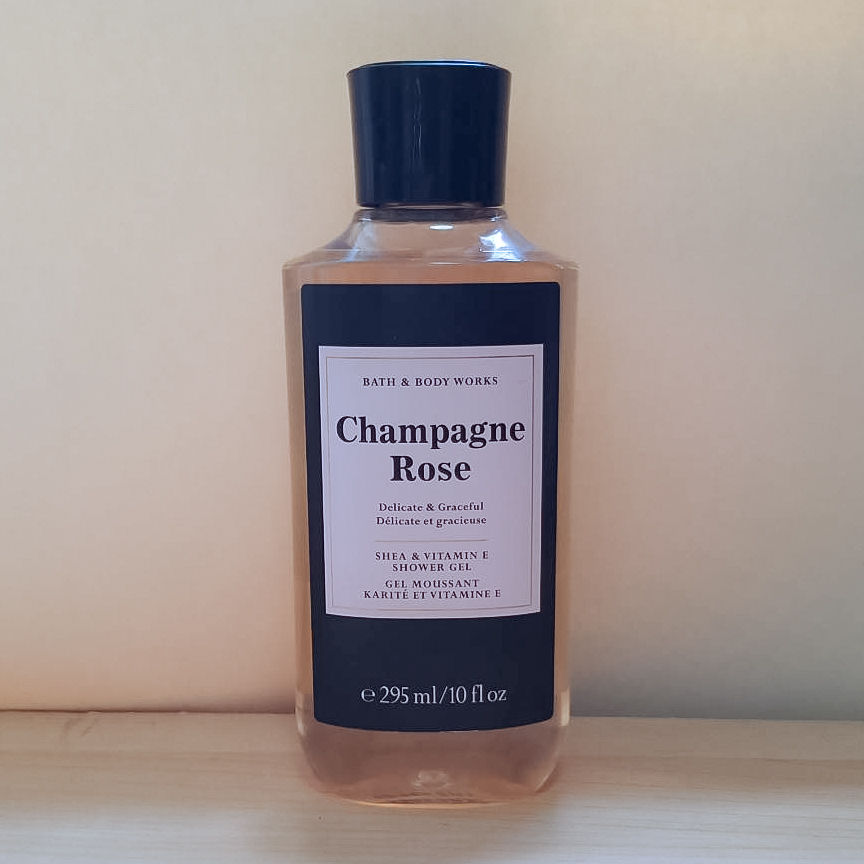 BATH & BODY WORKS
Champagne
Rose
Delicate & Graceful
Délicate et gracieuse
SHEA & VITAMIN E
SHOWER GEL
GEL MOUSSANT
KARITÉ ET VITAMINE E
℮ 295 ml/10 fl oz